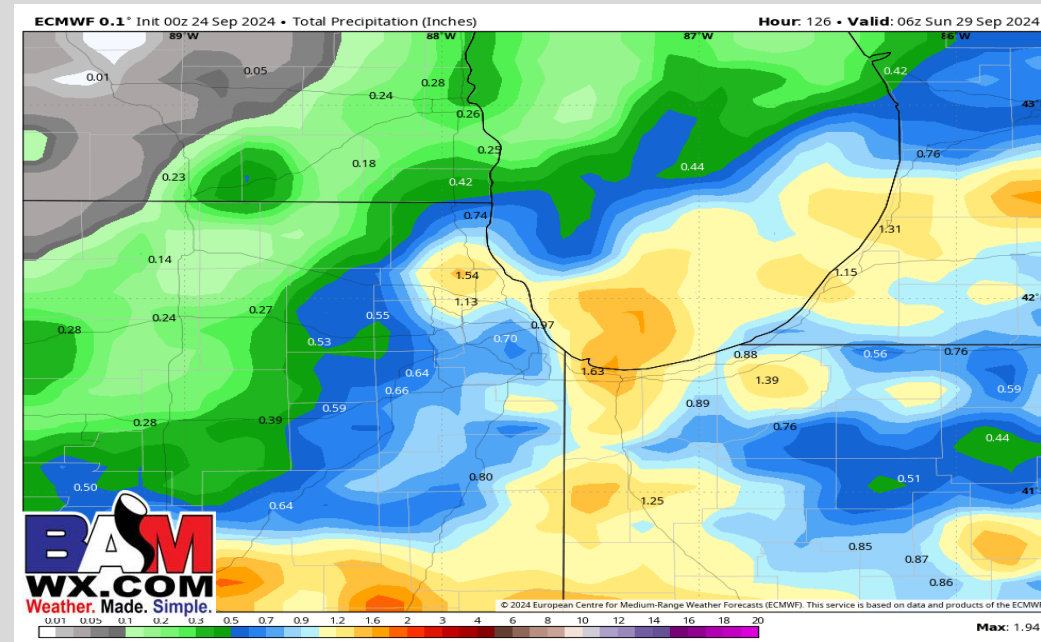 ECMWF 0.1° Init 00z 24 Sep 2024 • Total Precipitation (Inches)
Hour: 126 • Valid: 06z Sun 29 Sep 2024
89°W 88°W 87°W 86°W
0.01 0.05 0.28 0.42
0.24 43°
0.26
0.25
0.18 0.44 0.76
0.23 0.42
0.74
1.31
0.14
1.54 1.15
1.13 42°
0.27 0.55
0.28 0.24 0.97
0.53 0.70
0.88 0.56 0.76
0.64 1.63
0.66 1.39 0.59
0.59 0.89
0.28 0.39 0.76
0.44
0.50 0.80 0.51 41°
0.64 1.25
0.85
0.87
0.86
BAM
WX.COM
Weather. Made. Simple.
© 2024 European Centre for Medium-Range Weather Forecasts (ECMWF). This service is based on data and products of the ECMWF
0.01 0.05 0.1 0.2 0.3 0.5 0.7 0.9 1.2 1.6 2 3 4 6 8 10 12 14 16 18 20
Max: 1.94